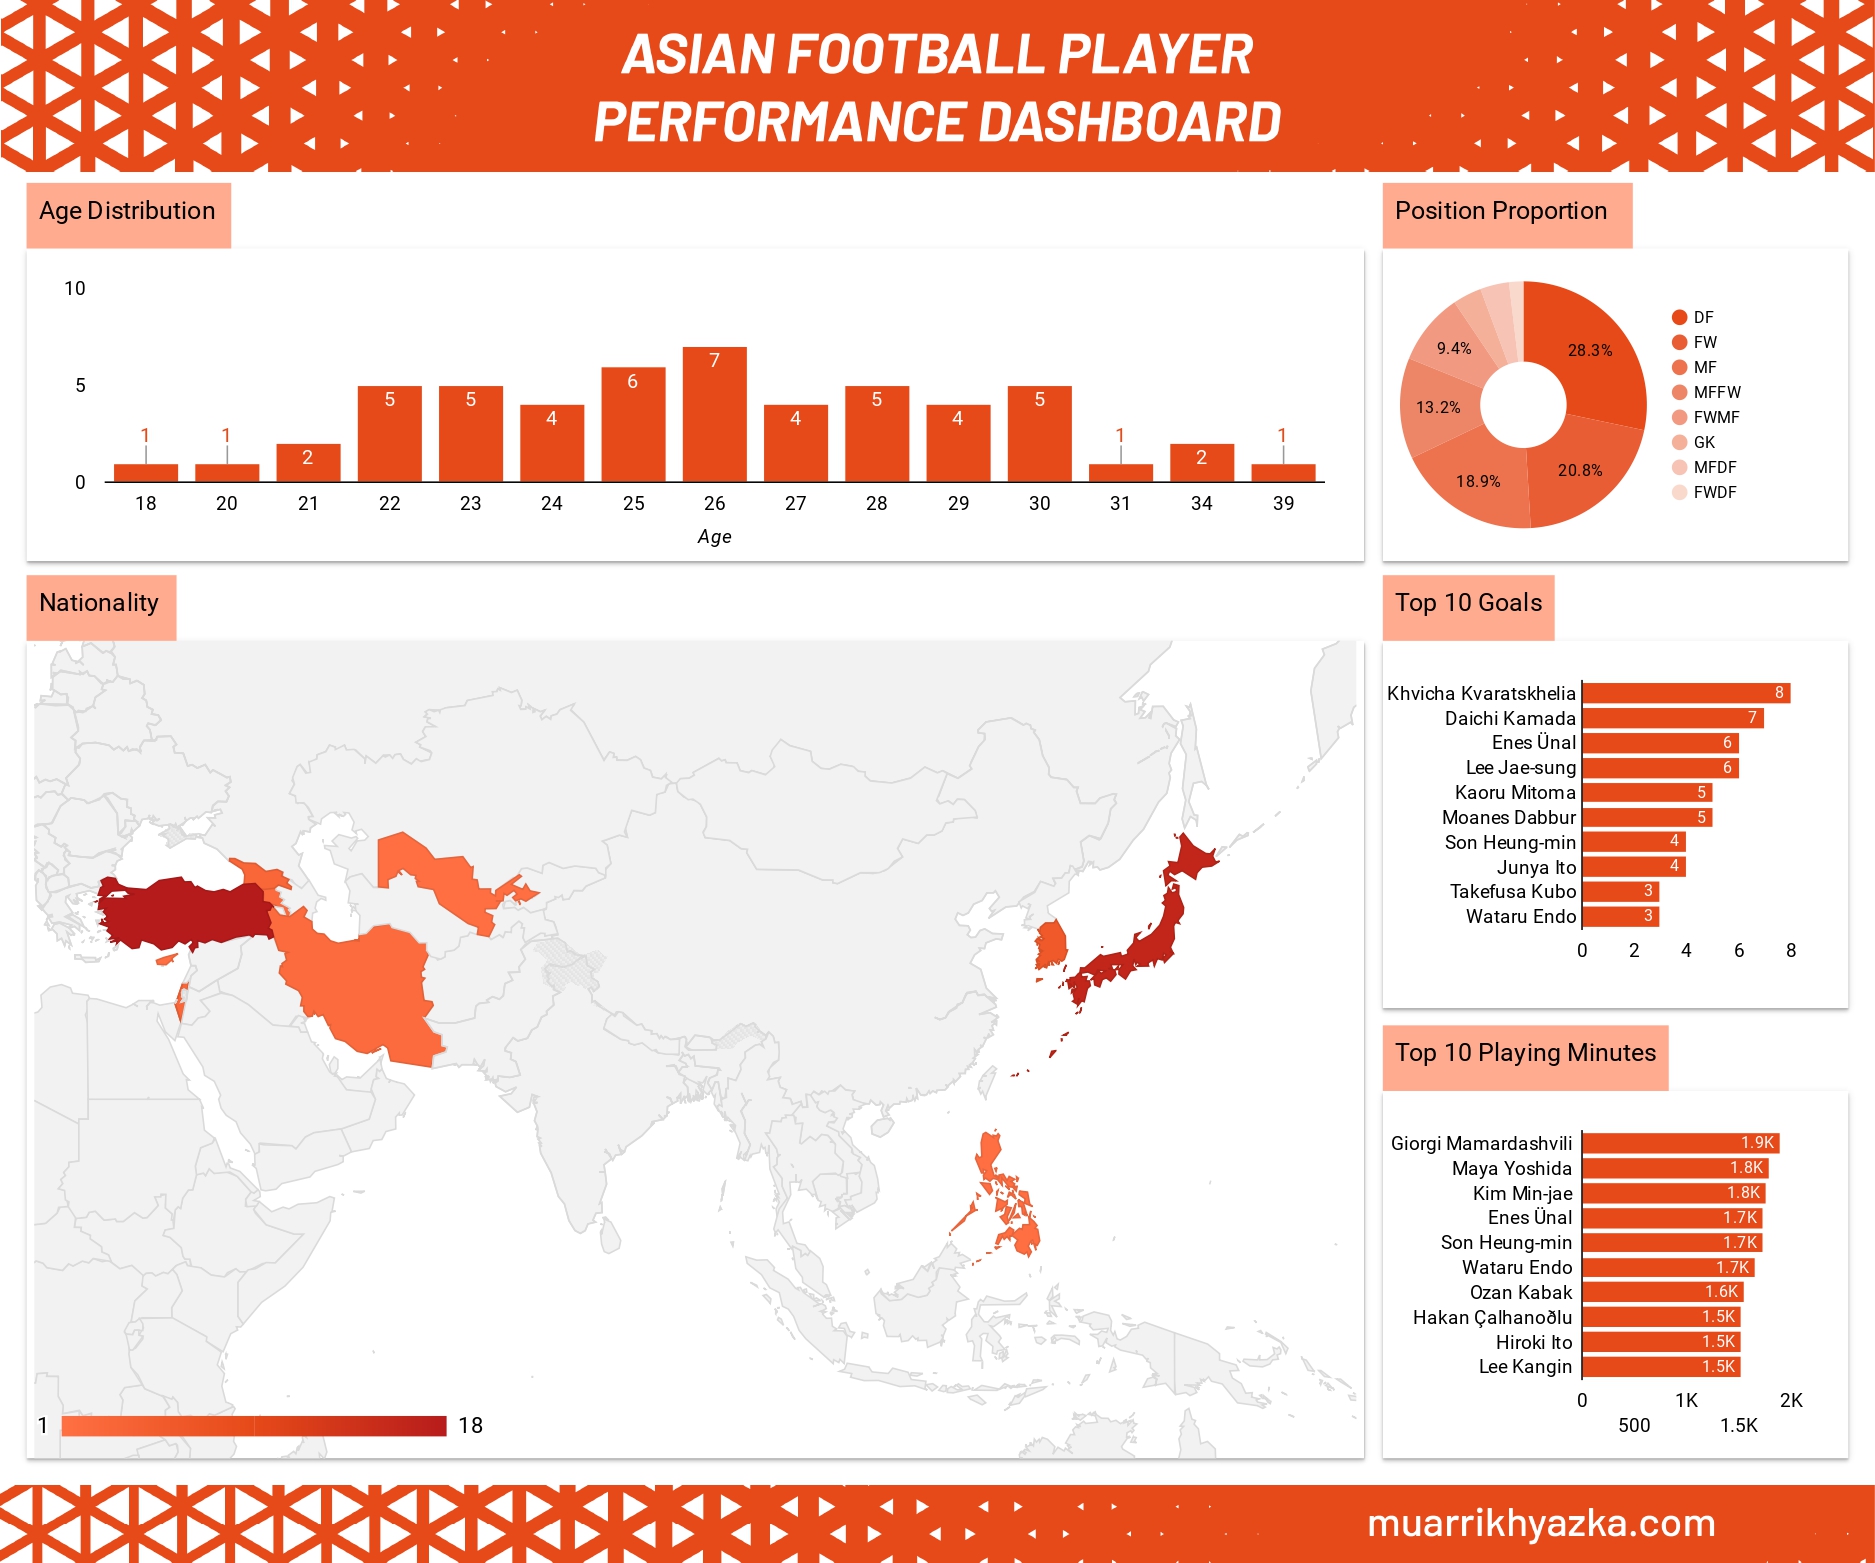 ASIAN FOOTBALL PLAYER
PERFORMANCE DASHBOARD
Age Distribution
10
5
0
1
1
2
5
5
4
6
7
4
5
4
5
1
2
1
18 20 21 22 23 24 25 26 27 28 29 30 31 34 39
Age
Position Proportion
28.3%
20.8%
18.9%
13.2%
9.4%
DF
FW
MF
MFFW
FWMF
GK
MFDF
FWDF
Nationality
1 18
Top 10 Goals
Khvicha Kvaratskhelia 8
Daichi Kamada 7
Enes Ünal 6
Lee Jae-sung 6
Kaoru Mitoma 5
Moanes Dabbur 5
Son Heung-min 4
Junya Ito 4
Takefusa Kubo 3
Wataru Endo 3
0 2 4 6 8
Top 10 Playing Minutes
Giorgi Mamardashvili 1.9K
Maya Yoshida 1.8K
Kim Min-jae 1.8K
Enes Ünal 1.7K
Son Heung-min 1.7K
Wataru Endo 1.7K
Ozan Kabak 1.6K
Hakan Çalhanoðlu 1.5K
Hiroki Ito 1.5K
Lee Kangin 1.5K
0 1K 2K
500 1.5K
muarrikhyazka.com